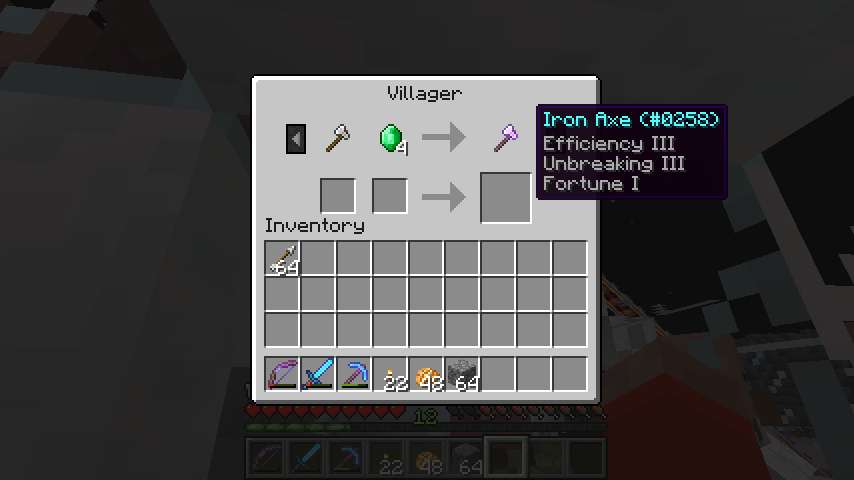 Villager
Iron Axe (#0258)
Efficiency III
Unbreaking III
Fortune I
4
Inventory
64
22 48 64
18
22 48 64